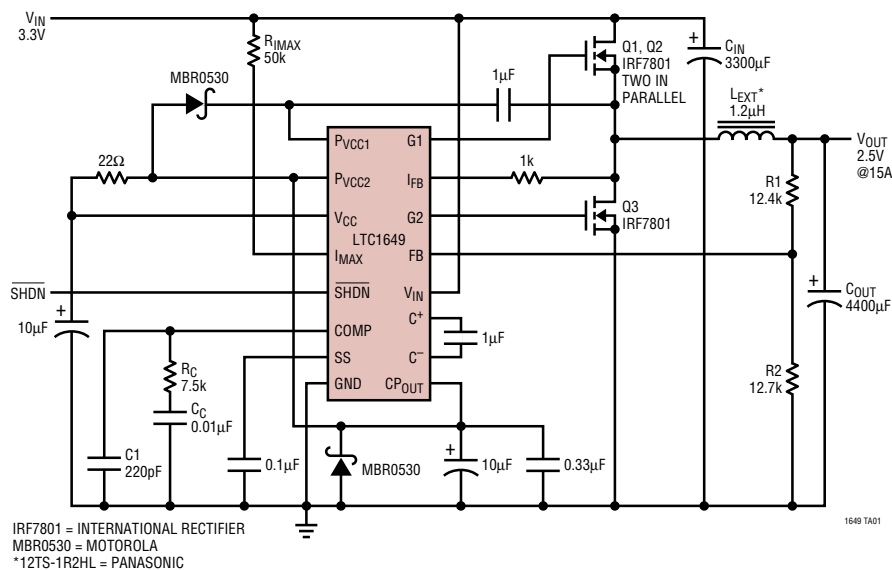 VIN
3.3V
RIMAX
50k
MBR0530
1µF
Q1, Q2
IRF7801
TWO IN
PARALLEL
+
CIN
3300µF
LEXT*
1.2µH
VOUT
2.5V
@15A
22Ω
PVCC1
G1
PVCC2
IFB
1k
VCC
G2
Q3
IRF7801
R1
12.4k
LTC1649
IMAX
FB
SHDN
SHDN
VIN
+
10µF
COMP
C+
1µF
+
COUT
4400µF
SS
C–
RC
7.5k
GND
CPOUT
R2
12.7k
CC
0.01µF
C1
220pF
0.1µF
MBR0530
+
10µF
0.33µF
1649 TA01
IRF7801 = INTERNATIONAL RECTIFIER
MBR0530 = MOTOROLA
*12TS-1R2HL = PANASONIC